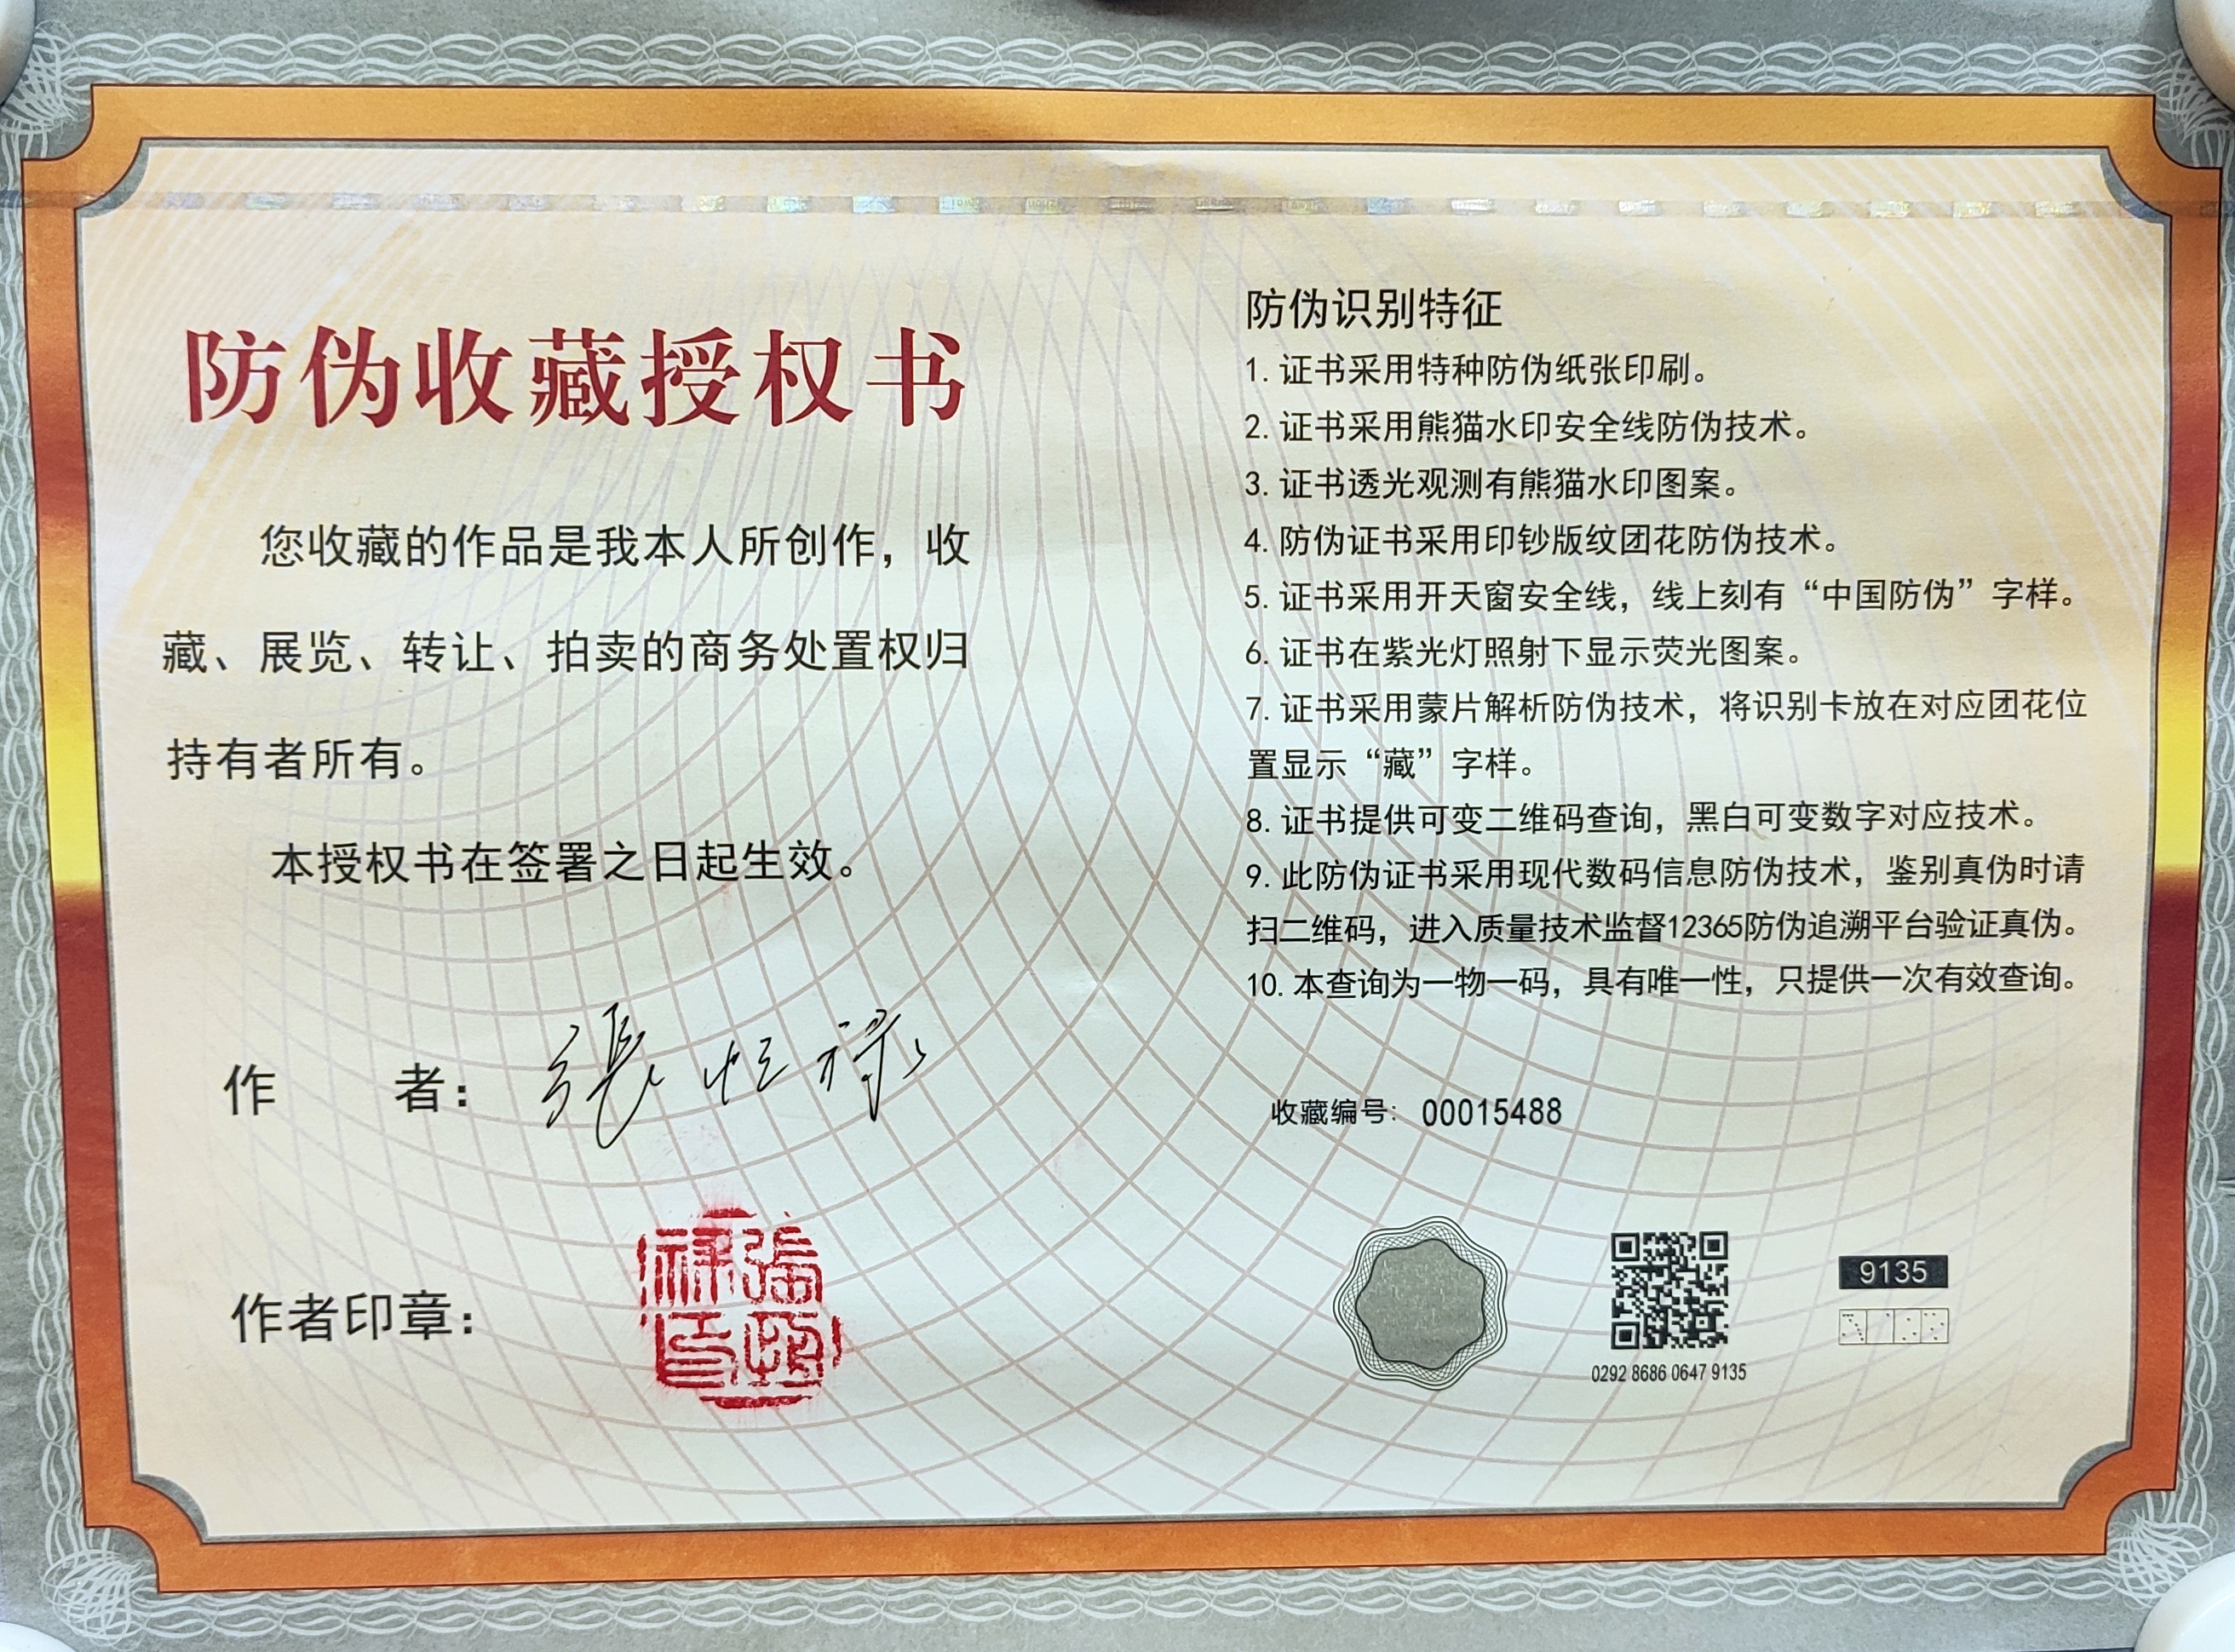 防伪收藏授权书
您收藏的作品是我本人所创作，收
藏、展览、转让、拍卖的商务处置权归
持有者所有。
本授权书在签署之日起生效。
作 者：張恒禄
作者印章：
防伪识别特征
1. 证书采用特种防伪纸张印刷。
2. 证书采用熊猫水印安全线防伪技术。
3. 证书透光观测有熊猫水印图案。
4. 防伪证书采用印钞版纹团花防伪技术。
5. 证书采用开天窗安全线，线上刻有“中国防伪”字样。
6. 证书在紫光灯照射下显示荧光图案。
7. 证书采用蒙片解析防伪技术，将识别卡放在对应团花位
置显示“藏”字样。
8. 证书提供可变二维码查询，黑白可变数字对应技术。
9. 此防伪证书采用现代数码信息防伪技术，鉴别真伪时请
扫二维码，进入质量技术监督12365防伪追溯平台验证真伪。
10. 本查询为一物一码，具有唯一性，只提供一次有效查询。
收藏编号： 00015488
9135
0292 8686 0647 9135